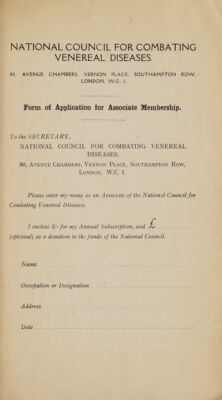 NATIONAL COUNCIL FOR COMBATING
VENEREAL DISEASES.
80, AVENUE CHAMBERS, VERNON PLACE, SOUTHAMPTON ROW,
LONDON, W.C. 1.
Form of Application for Associate Membership.
To the SECRETARY,
NATIONAL COUNCIL FOR COMBATING VENEREAL
DISEASES,
80, AVENUE CHAMBERS, VERNON PLACE, SOUTHAMPTON ROW,
LONDON, W.C. 1.
Please enter my name as an Associate of the National Council for
Combating Venereal Diseases.
I enclose 5/- for my Annual Subscription, and £
(optional) as a donation to the funds of the National Council.
Name
Occupation or Designation
Address
Date